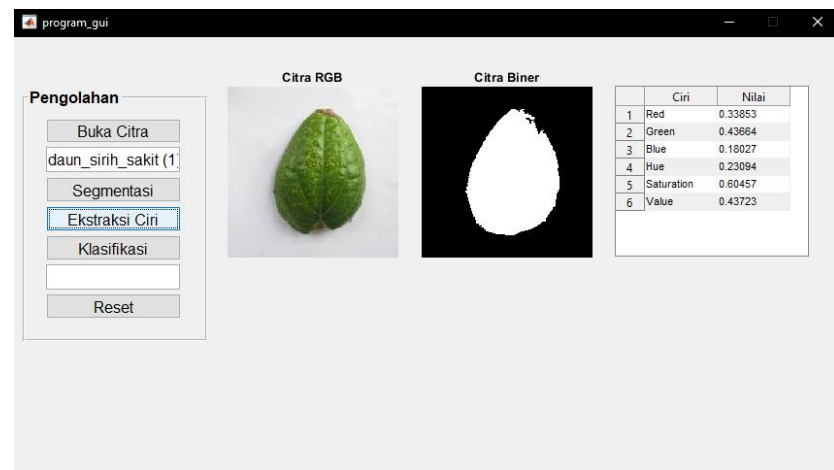 program_gui
Pengolahan
Buka Citra
daun_sirih_sakit (1)
Segmentasi
Ekstraksi Ciri
Klasifikasi
Reset
Citra RGB
Citra Biner
Ciri Nilai
1 Red 0.33853
2 Green 0.43664
3 Blue 0.18027
4 Hue 0.23094
5 Saturation 0.60457
6 Value 0.43723